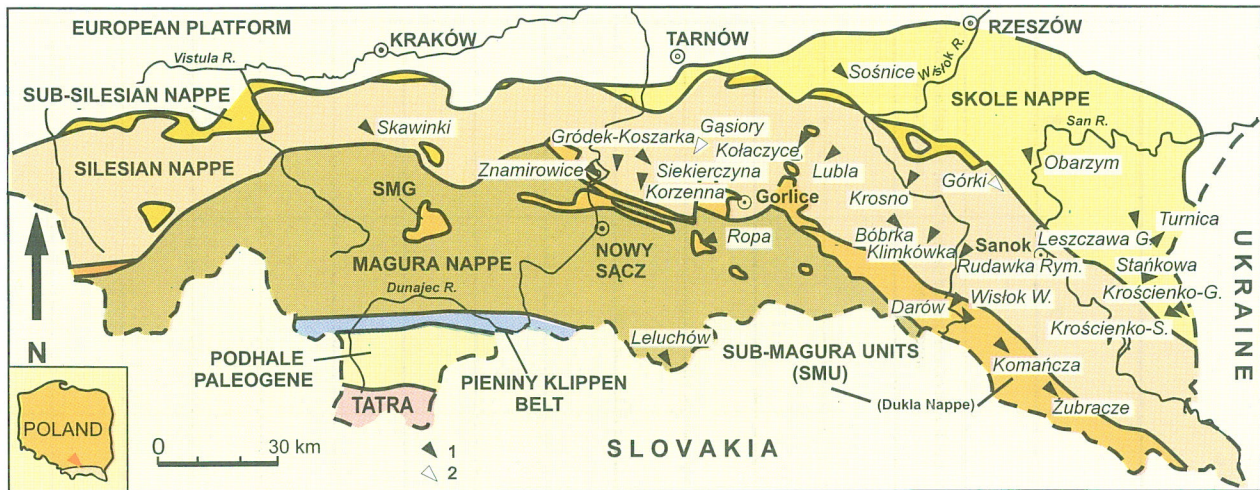 EUROPEAN PLATFORM
Vistula R.
KRAKÓW
TARNÓW
RZESZÓW
Wisłok R.
SUB-SILESIAN NAPPE
Sośnice
SKOLE NAPPE
San R.
Skawinki
Gródek-Koszarka
Gąsiory
Kołaczyce
SILESIAN NAPPE
Znamirowice
Siekierczyna
Lubla
Obarzym
Górki
SMG
Korzenna
Gorlice
Krosno
Turnica
NOWY
SĄCZ
Ropa
Bóbrka
Klimkówka
Sanok
Leszczawa G.
MAGURA NAPPE
Rudawka Rym.
Stańkowa
Dunajec R.
Darów
Wisłok W.
Krościenko-G.
Krościenko-S.
UKRAINE
N
Leluchów
SUB-MAGURA UNITS
(SMU)
PODHALE
PALEOGENE
PIENINY KLIPPEN
BELT
Komańcza
TATRA
(Dukla Nappe)
Żubracze
POLAND
0
30 km
1
2
SLOVAKIA